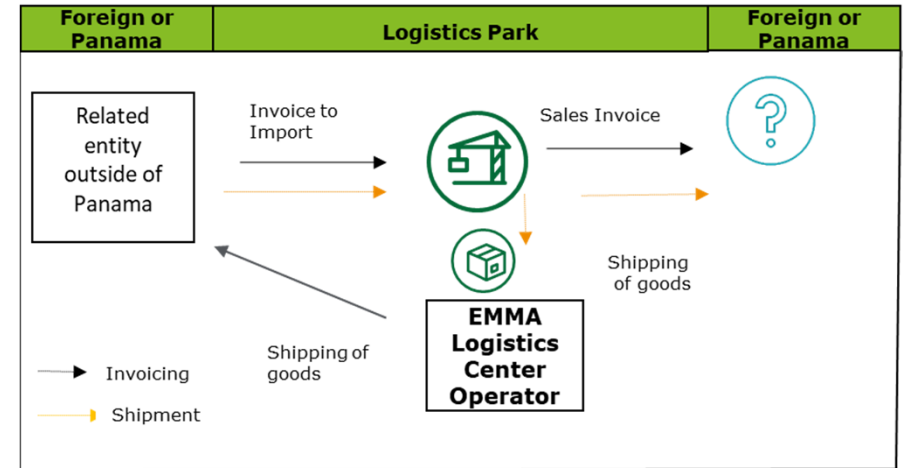 Foreign or
Panama
Logistics Park
Foreign or
Panama
Related
entity
outside of
Panama
Invoice to
Import
Sales Invoice
?
Shipping
of goods
EMMA
Logistics
Center
Operator
Shipping of
goods
Invoicing
Shipment